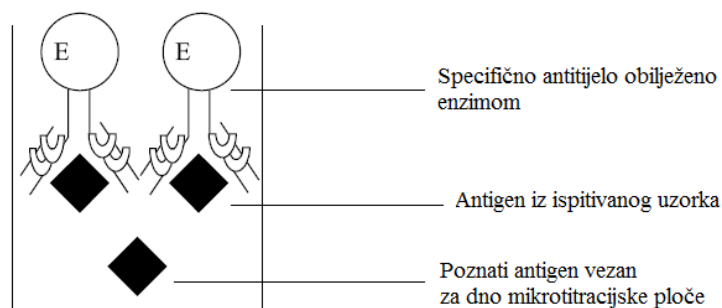 E
E
Specifično antitijelo obilježeno
enzimom
Antigen iz ispitivanog uzorka
Poznati antigen vezan
za dno mikrotitracijske ploče